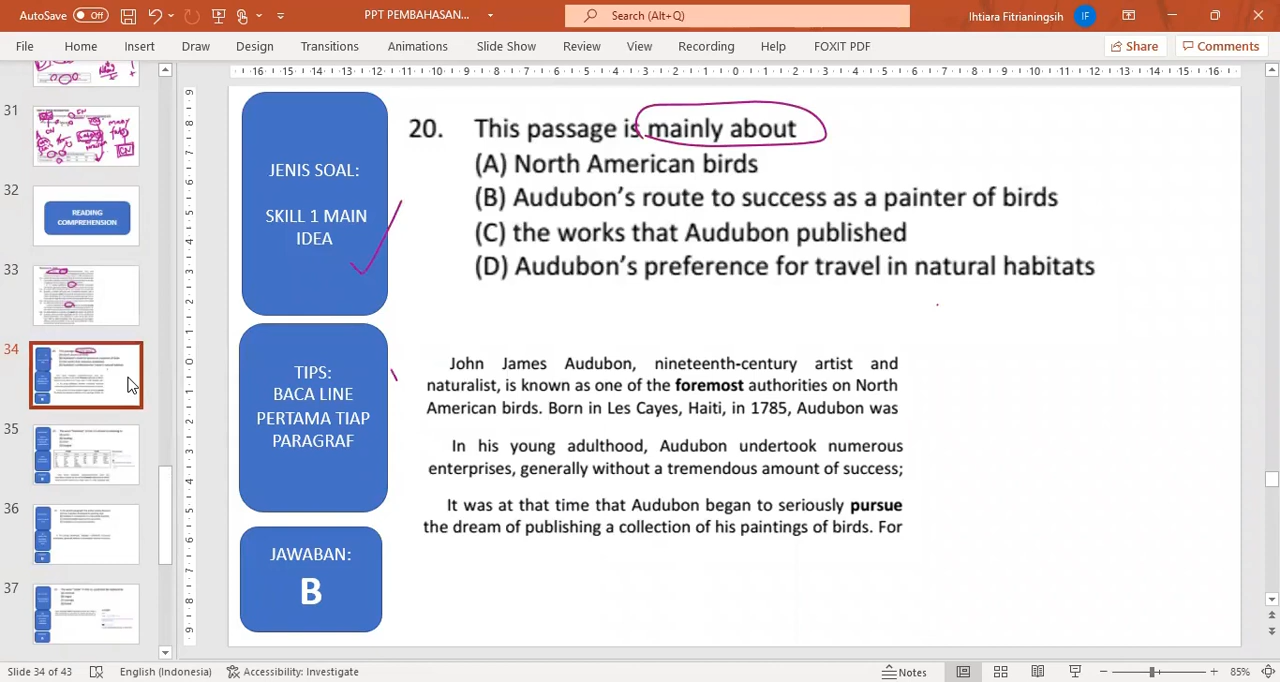 AutoSave Off
PPT PEMBAHASAN...
Search (Alt+Q)
Ihtiara Fitrianingsih
IF
File Home Insert Draw Design Transitions Animations Slide Show Review View Recording Help FOXIT PDF
Share
Comments
31
32
READING
COMPREHENSION
33
34
35
36
37
JENIS SOAL:
SKILL 1 MAIN
IDEA
TIPS:
BACA LINE
PERTAMA TIAP
PARAGRAF
JAWABAN:
B
20. This passage is mainly about
(A) North American birds
(B) Audubon's route to success as a painter of birds
(C) the works that Audubon published
(D) Audubon's preference for travel in natural habitats
John James Audubon, nineteenth-century artist and
naturalist, is known as one of the foremost authorities on North
American birds. Born in Les Cayes, Haiti, in 1785, Audubon was
In his young adulthood, Audubon undertook numerous
enterprises, generally without a tremendous amount of success;
It was at that time that Audubon began to seriously pursue
the dream of publishing a collection of his paintings of birds. For
Slide 34 of 43
English (Indonesia)
Accessibility: Investigate
Notes
85%